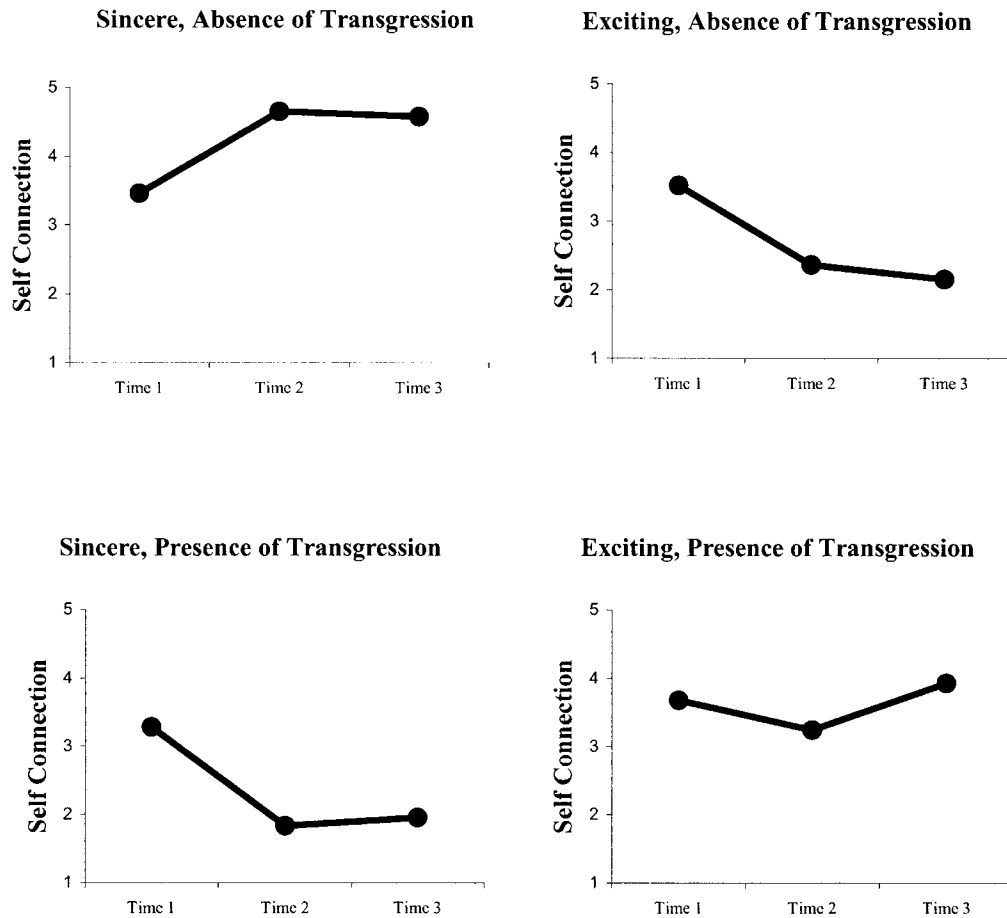 Sincere, Absence of Transgression
5
4
3
2
1
Self Connection
Time 1 Time 2 Time 3
Exciting, Absence of Transgression
5
4
3
2
1
Self Connection
Time 1 Time 2 Time 3
Sincere, Presence of Transgression
5
4
3
2
1
Self Connection
Time 1 Time 2 Time 3
Exciting, Presence of Transgression
5
4
3
2
1
Self Connection
Time 1 Time 2 Time 3